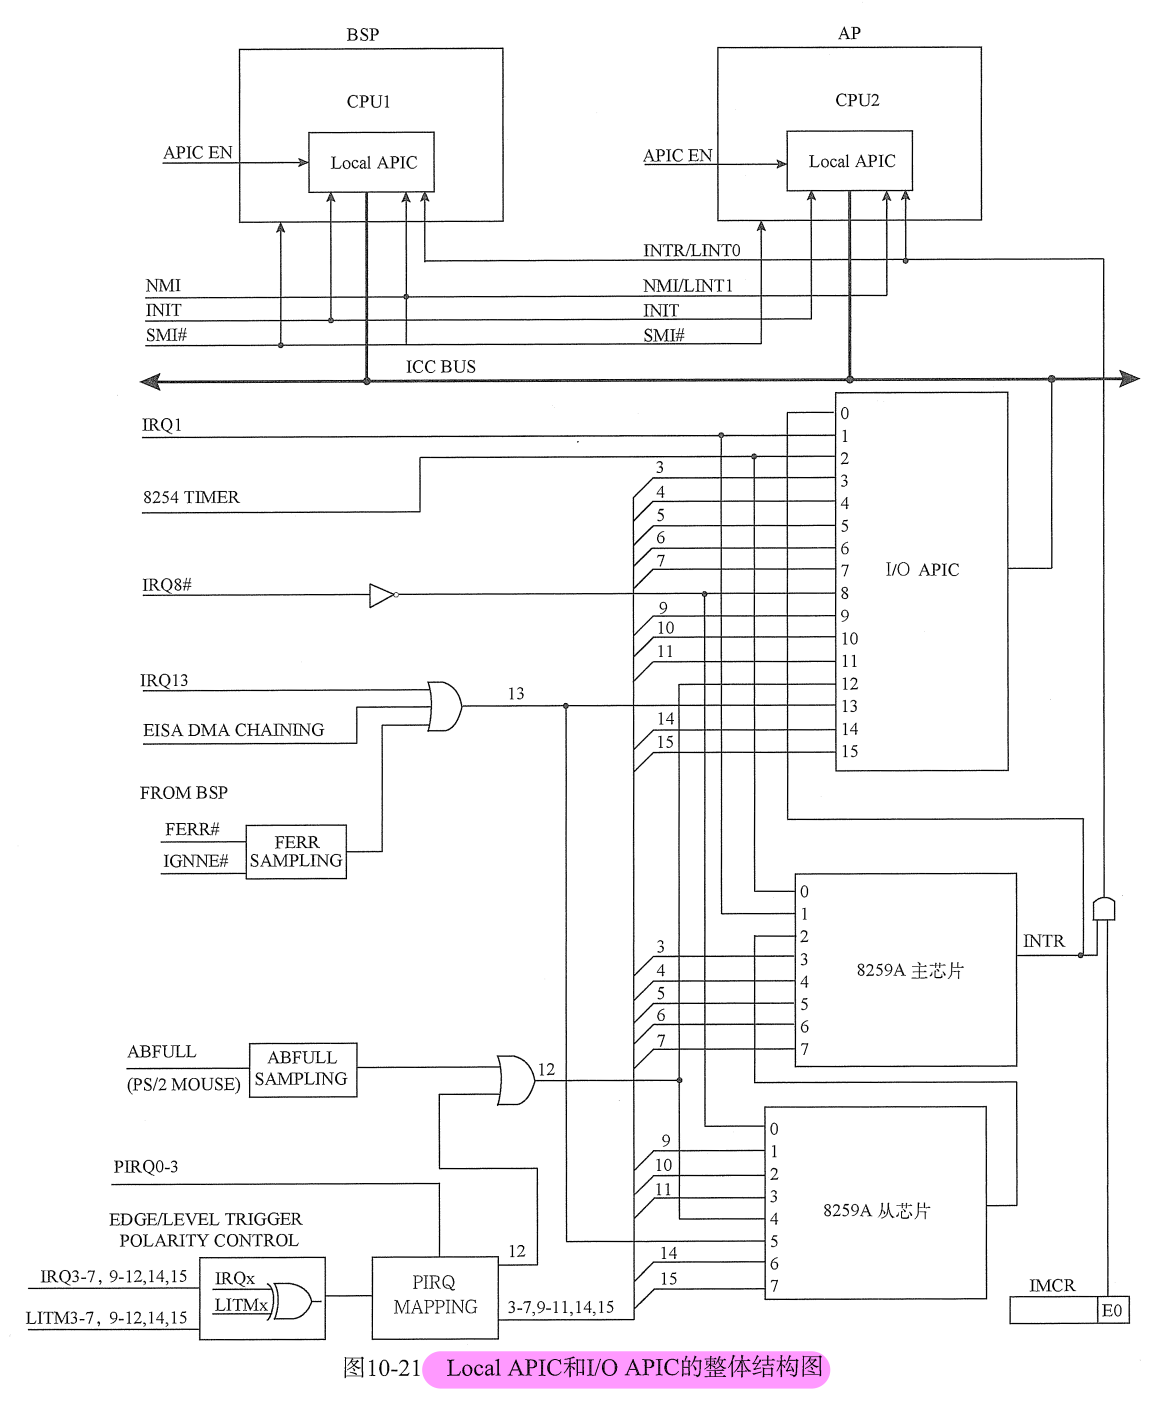 BSP
AP
CPU1
CPU2
APIC EN
Local APIC
APIC EN
Local APIC
INTR/LINT0
NMI
NMI/LINT1
INIT
INIT
SMI#
SMI#
ICC BUS
IRQ1
8254 TIMER
IRQ8#
IRQ13
EISA DMA CHAINING
13
FROM BSP
FERR#
IGNNE#
FERR
SAMPLING
3
4
5
6
7
9
10
11
14
15
0
1
2
3
4
5
6
7
8
9
10
11
12
13
14
15
I/O APIC
3
4
5
6
7
0
1
2
3
4
5
6
7
8259A 主芯片
INTR
ABFULL
(PS/2 MOUSE)
ABFULL
SAMPLING
12
PIRQ0-3
9
10
11
14
15
0
1
2
3
4
5
6
7
8259A 从芯片
EDGE/LEVEL TRIGGER
POLARITY CONTROL
IRQ3-7, 9-12,14,15
LITM3-7, 9-12,14,15
IRQx
LITMx
PIRQ
MAPPING
12
3-7,9-11,14,15
IMCR
E0
图10-21 Local APIC和I/O APIC的整体结构图